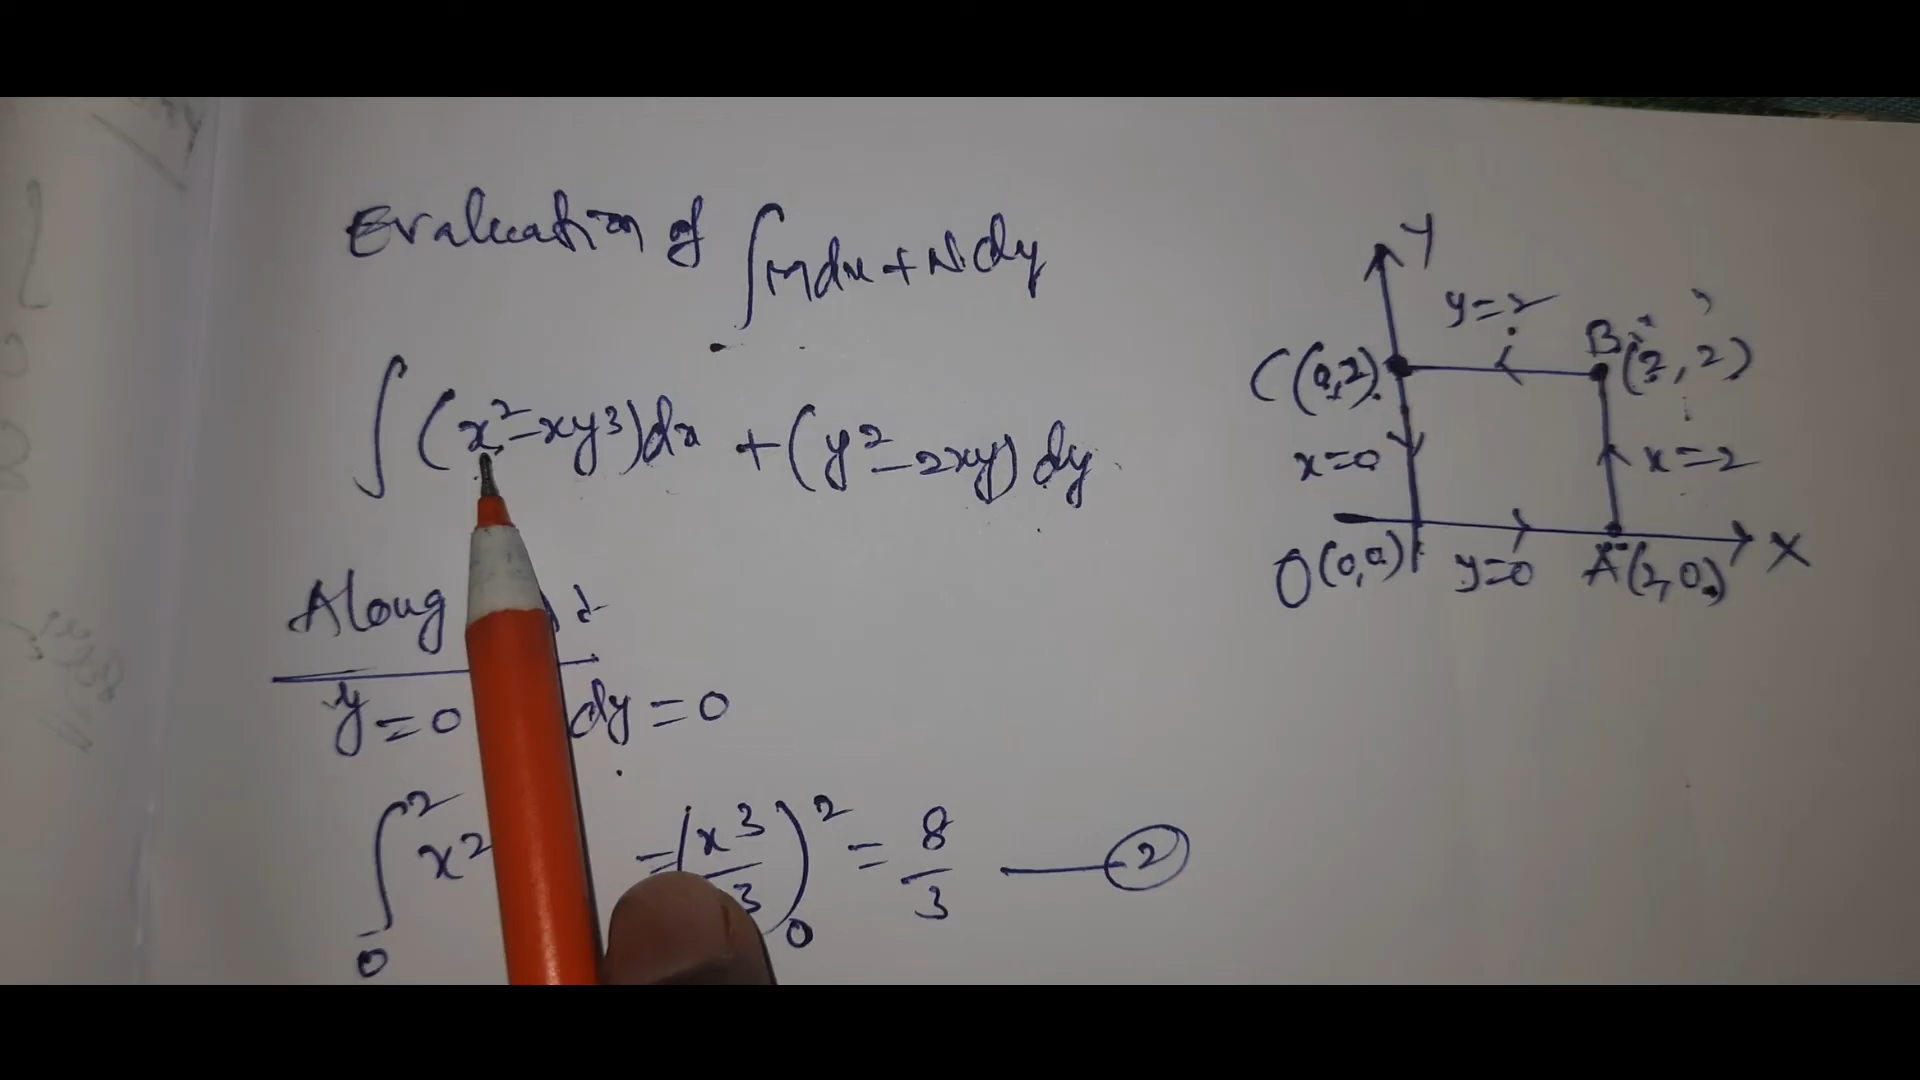 Evaluation of ∫Mdx + Ndy
∫(x²-xy³)dx + (y²-2xy) dy
Along
y=0 dy=0
∫₀² x² =(x³/3)₀² = 8/3 —— ②
Y
y=2
C(0,2) B(2,2)
x=0 x=2
O(0,0) y=0 A(2,0) X